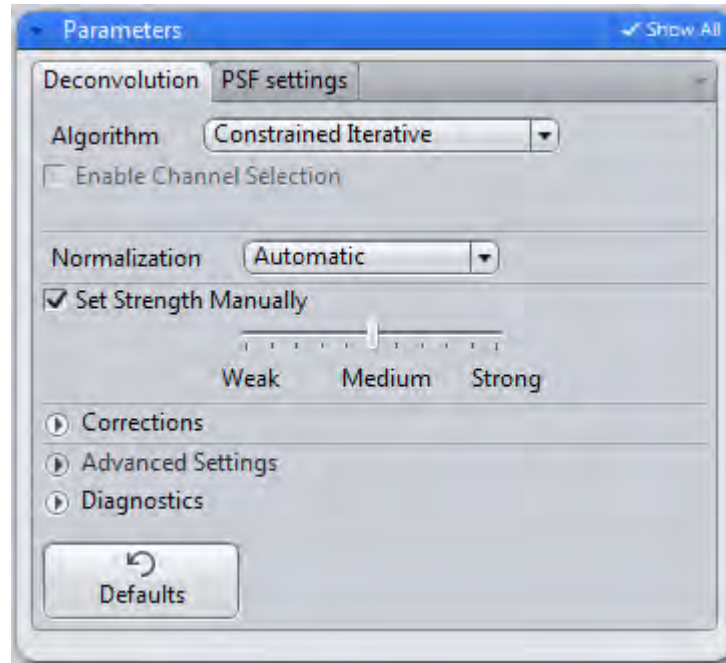 Parameters Show All
Deconvolution PSF settings
Algorithm Constrained Iterative
Enable Channel Selection
Normalization Automatic
Set Strength Manually
Weak Medium Strong
Corrections
Advanced Settings
Diagnostics
Defaults